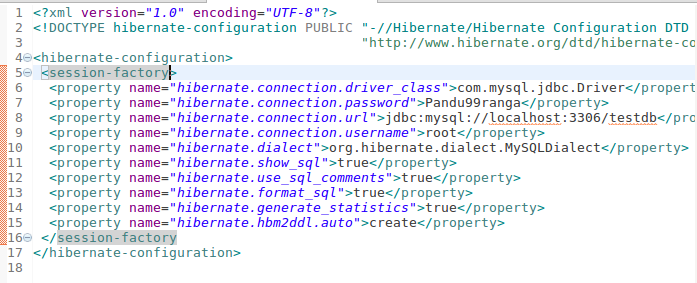 1 <?xml version="1.0" encoding="UTF-8"?>
2 <!DOCTYPE hibernate-configuration PUBLIC "-//Hibernate/Hibernate Configuration DTD
3 "http://www.hibernate.org/dtd/hibernate-co
4 <hibernate-configuration>
5 <session-factory>
6 <property name="hibernate.connection.driver_class">com.mysql.jdbc.Driver</propert
7 <property name="hibernate.connection.password">Pandu99ranga</property>
8 <property name="hibernate.connection.url">jdbc:mysql://localhost:3306/testdb</pro
9 <property name="hibernate.connection.username">root</property>
10 <property name="hibernate.dialect">org.hibernate.dialect.MySQLDialect</property>
11 <property name="hibernate.show_sql">true</property>
12 <property name="hibernate.use_sql_comments">true</property>
13 <property name="hibernate.format_sql">true</property>
14 <property name="hibernate.generate_statistics">true</property>
15 <property name="hibernate.hbm2ddl.auto">create</property>
16 </session-factory
17 </hibernate-configuration>
18